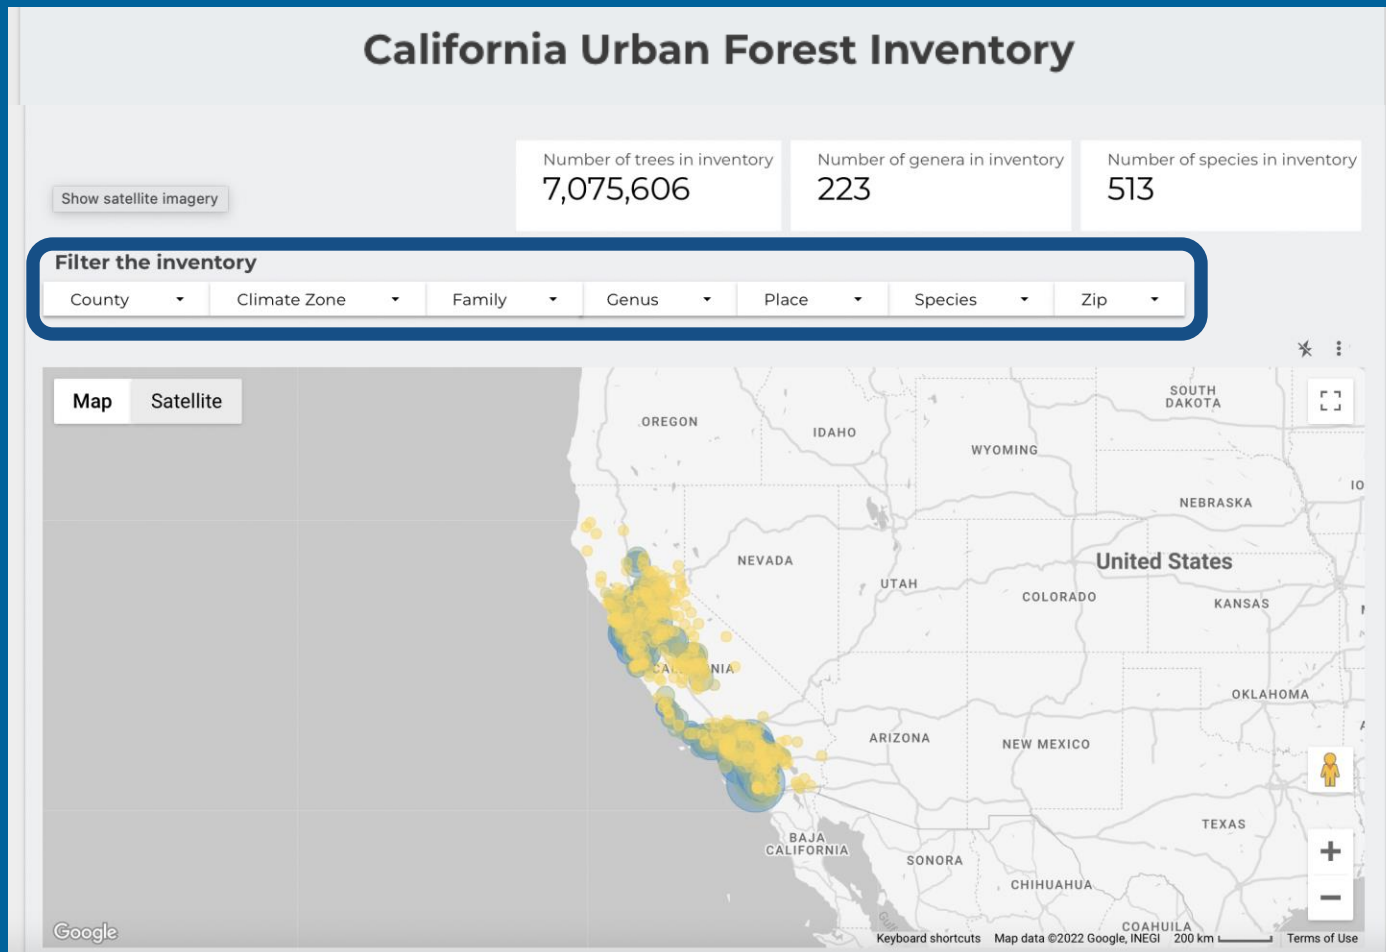 California Urban Forest Inventory
Number of trees in inventory
7,075,606
Number of genera in inventory
223
Number of species in inventory
513
Show satellite imagery
Filter the inventory
County
Climate Zone
Family
Genus
Place
Species
Zip
Map
Satellite
OREGON
IDAHO
SOUTH
DAKOTA
WYOMING
IO
NEBRASKA
NEVADA
United States
UTAH
COLORADO
KANSAS
CAL NIA
OKLAHOMA
ARIZONA
NEW MEXICO
TEXAS
BAJA
CALIFORNIA
SONORA
CHIHUAHUA
COAHUILA
Google
Keyboard shortcuts
Map data ©2022 Google, INEGI
200 km
Terms of Use